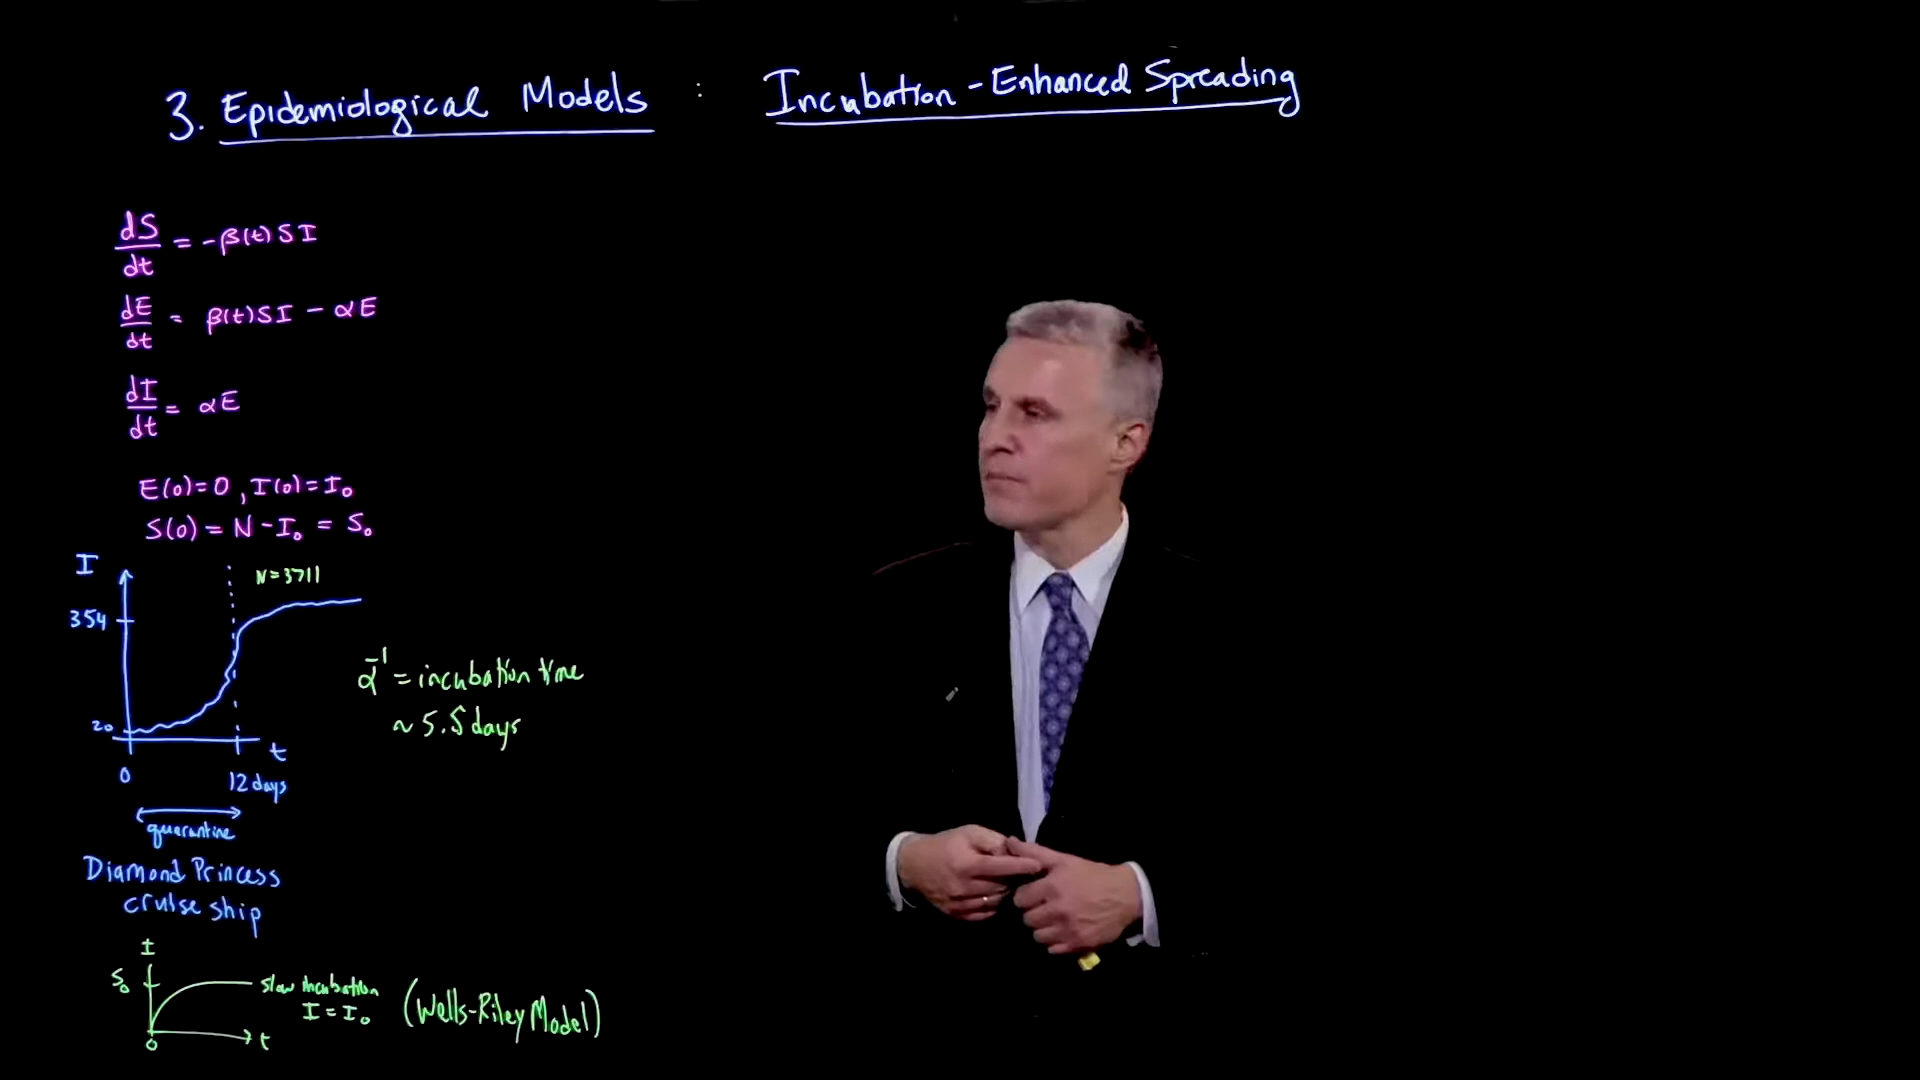 3. Epidemiological Models : Incubation-Enhanced Spreading
dS/dt = -β(t) S I
dE/dt = β(t) S I - αE
dI/dt = αE
E(0)=0, I(0)=I₀
S(0) = N - I₀ = S₀
I
N=3711
354
20
0
t
12 days
quarantine
Diamond Princess
cruise ship
α⁻¹ = incubation time
~ 5.5 days
I
S₀
slow incubation
I = I₀
(Wells-Riley Model)
0
t